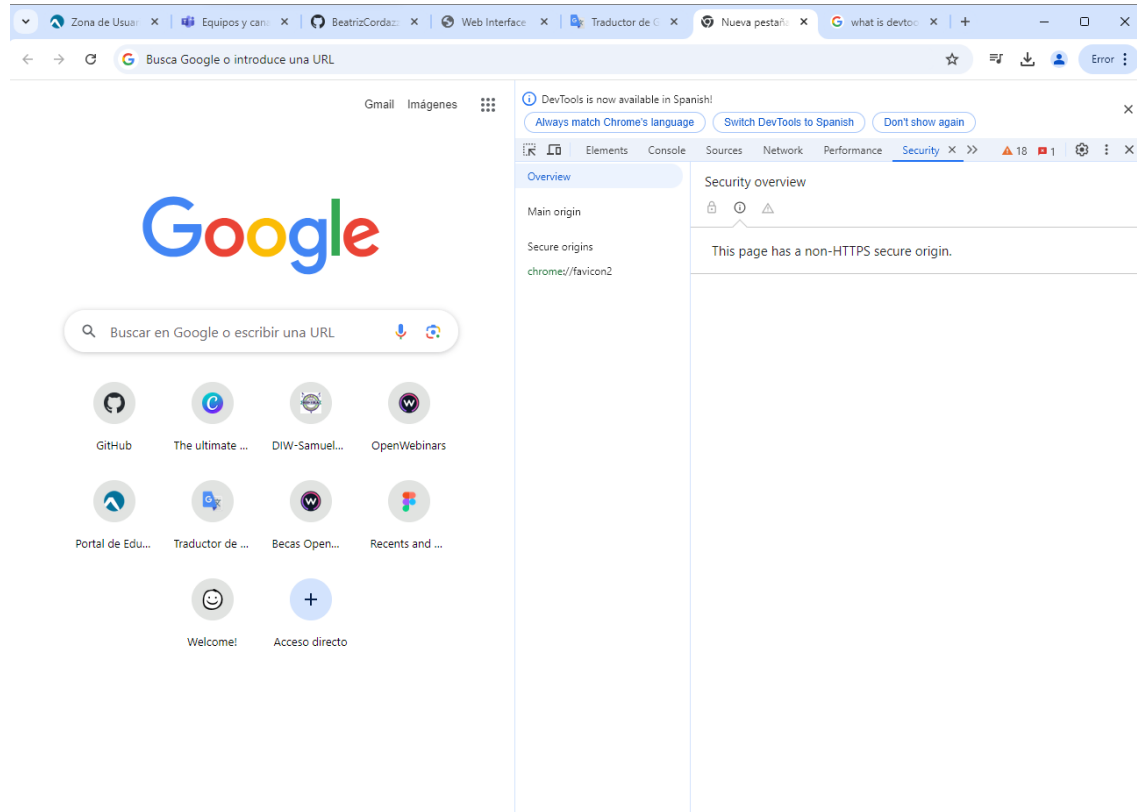 Zona de Usuar
Equipos y cana
BeatrizCordaz
Web Interface
Traductor de G
Nueva pestaña
what is devtoo
Busca Google o introduce una URL
Error
Gmail Imágenes
DevTools is now available in Spanish!
Always match Chrome's language Switch DevTools to Spanish Don't show again
Elements Console Sources Network Performance Security 18 1
Overview
Main origin
Secure origins
chrome://favicon2
Security overview
This page has a non-HTTPS secure origin.
Google
Buscar en Google o escribir una URL
GitHub The ultimate ... DIW-Samuel... OpenWebinars
Portal de Edu... Traductor de ... Becas Open... Recents and ...
Welcome! Acceso directo